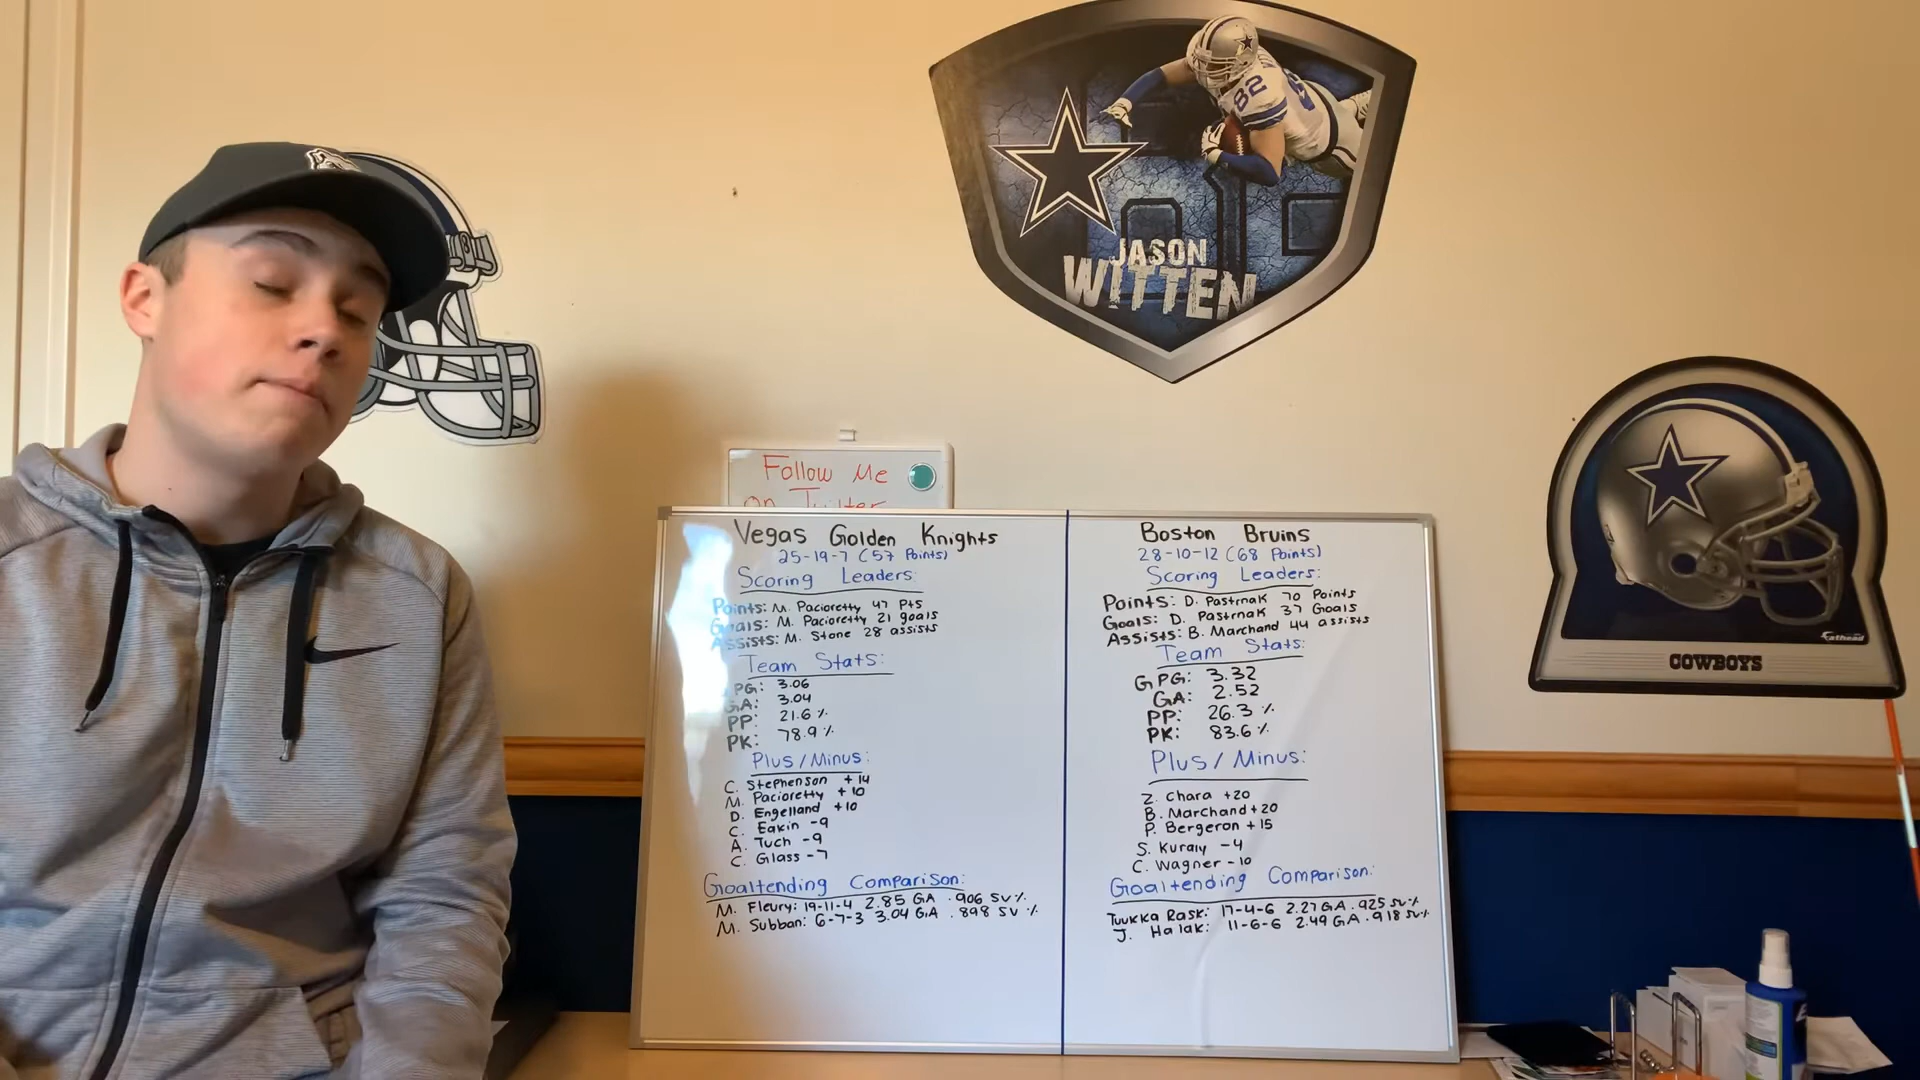 82
JASON
WITTEN
Follow Me
on Twitter
Fathead
COWBOYS
Vegas Golden Knights
25-19-7 (57 Points)
Scoring Leaders:
Points: M. Pacioretty 47 Pts
Goals: M. Pacioretty 21 goals
Assists: M. Stone 28 assists
Team Stats:
PG: 3.06
GA: 3.04
PP: 21.6 %
PK: 78.9 %
Plus/Minus:
C. Stephenson +14
M. Pacioretty +10
D. Engelland +10
C. Eakin -9
A. Tuch -9
C. Glass -7
Goaltending Comparison:
M. Fleury: 19-11-4 2.85 GA .906 SV %
M. Subban: 6-7-3 3.04 GA .898 SV %
Boston Bruins
28-10-12 (68 Points)
Scoring Leaders:
Points: D. Pastrnak 70 Points
Goals: D. Pastrnak 37 Goals
Assists: B. Marchand 44 assists
Team Stats:
GPG: 3.32
GA: 2.52
PP: 26.3 %
PK: 83.6 %
Plus/Minus:
Z. Chara +20
B. Marchand +20
P. Bergeron +15
S. Kuraly -4
C. Wagner -10
Goaltending Comparison:
Tuukka Rask: 17-4-6 2.27 GA .925 SV %
J. Halak: 11-6-6 2.49 GA .918 SV %